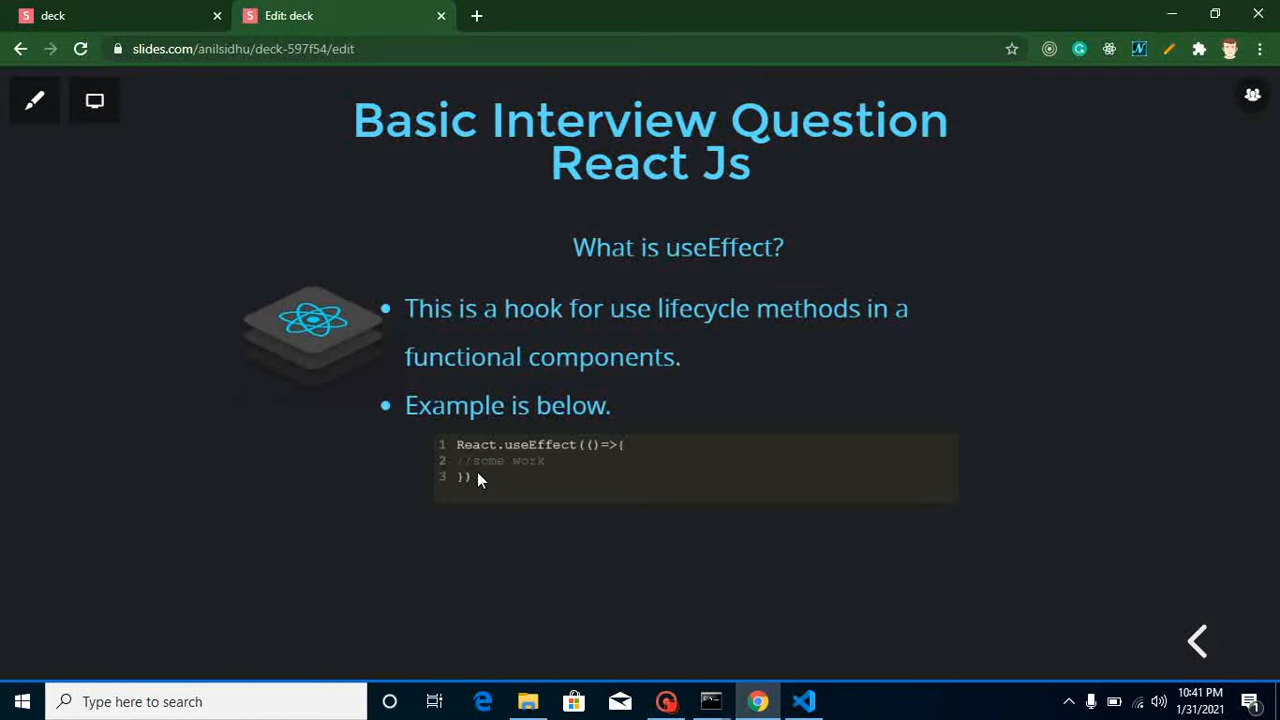 deck
Edit: deck
slides.com/anilsidhu/deck-597f54/edit
Basic Interview Question
React Js
What is useEffect?
This is a hook for use lifecycle methods in a
functional components.
Example is below.
1 React.useEffect(()=>{
2 //some work
3 })
Type here to search
10:41 PM
1/31/2021